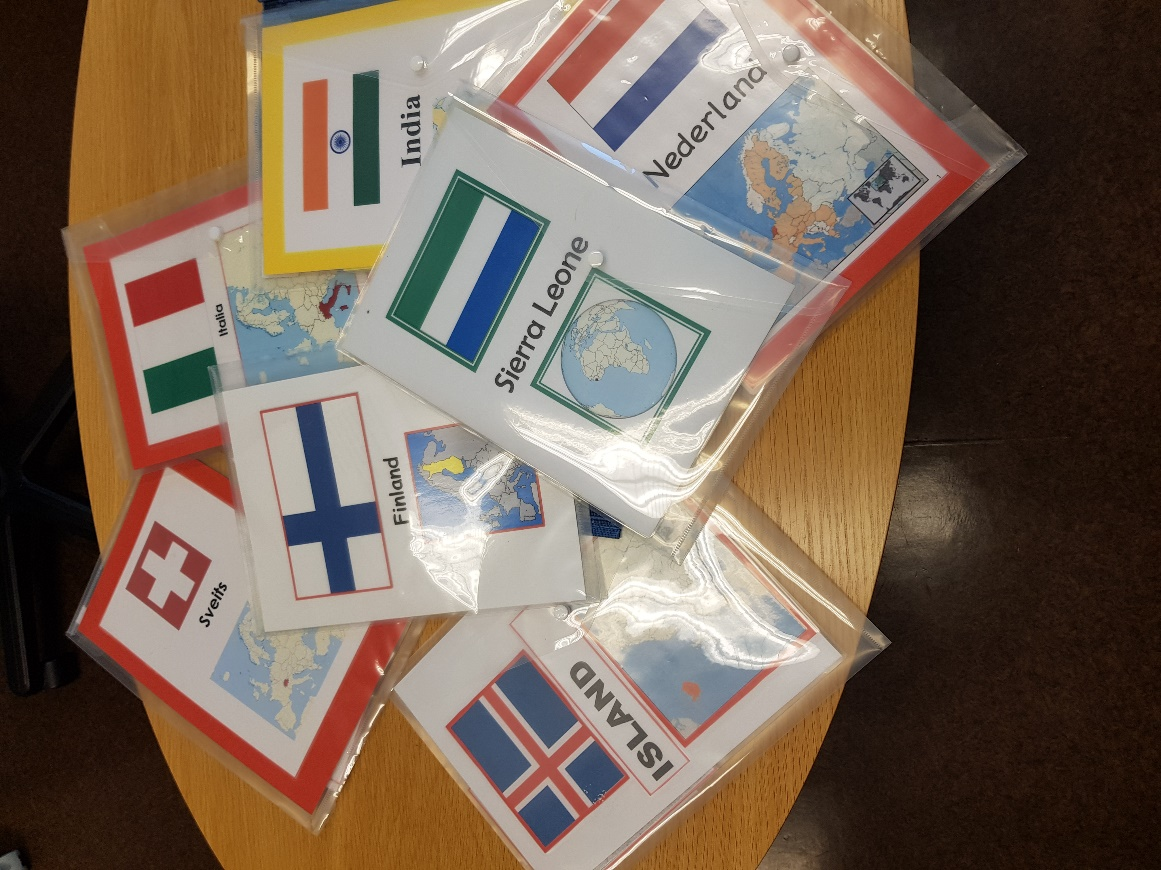 India
Nederland
Sierra Leone
Italia
Finland
Sveits
ISLAND